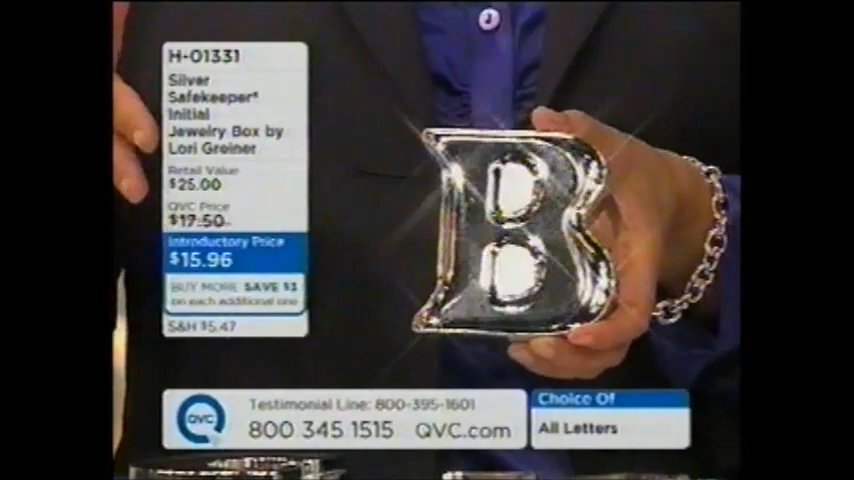 H-01331
Silver
Safekeeper®
Initial
Jewelry Box by
Lori Greiner
Retail Value
$25.00
QVC Price
$17.50
Introductory Price
$15.96
BUY MORE SAVE $3
on each additional one
S&H $5.47
B
QVC
Testimonial Line: 800-395-1601
800 345 1515 QVC.com
Choice Of
All Letters